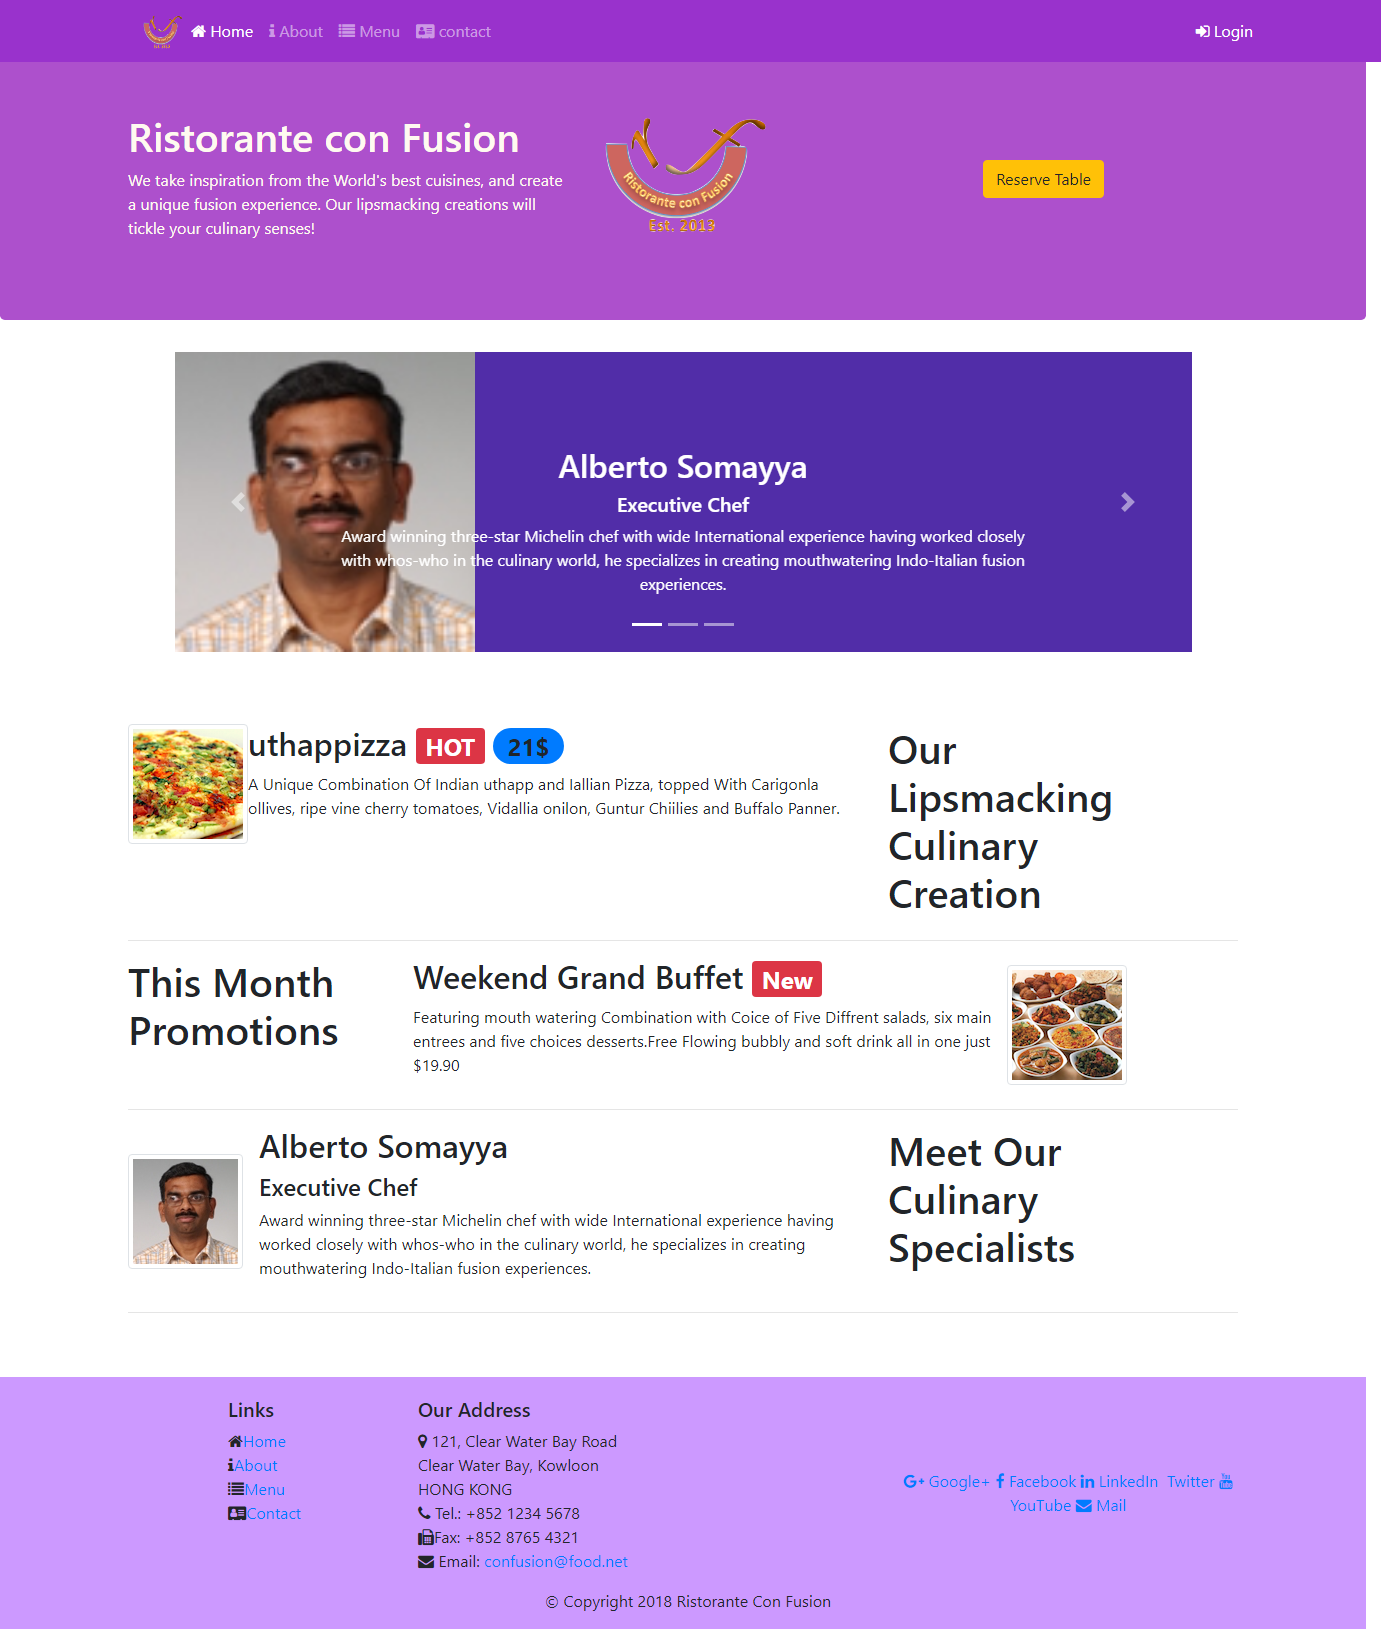 Home About Menu contact Login
Ristorante con Fusion
We take inspiration from the World's best cuisines, and create
a unique fusion experience. Our lipsmacking creations will
tickle your culinary senses!
Ristorante con Fusion
Est. 2013
Reserve Table
Alberto Somayya
Executive Chef
Award winning three-star Michelin chef with wide International experience having worked closely
with whos-who in the culinary world, he specializes in creating mouthwatering Indo-Italian fusion
experiences.
uthappizza HOT 21$
A Unique Combination Of Indian uthapp and Iallian Pizza, topped With Carigonla
ollives, ripe vine cherry tomatoes, Vidallia onilon, Guntur Chiilies and Buffalo Panner.
Our
Lipsmacking
Culinary
Creation
This Month
Promotions
Weekend Grand Buffet New
Featuring mouth watering Combination with Coice of Five Diffrent salads, six main
entrees and five choices desserts.Free Flowing bubbly and soft drink all in one just
$19.90
Alberto Somayya
Executive Chef
Award winning three-star Michelin chef with wide International experience having
worked closely with whos-who in the culinary world, he specializes in creating
mouthwatering Indo-Italian fusion experiences.
Meet Our
Culinary
Specialists
Links
Home
About
Menu
Contact
Our Address
121, Clear Water Bay Road
Clear Water Bay, Kowloon
HONG KONG
Tel.: +852 1234 5678
Fax: +852 8765 4321
Email: confusion@food.net
Google+ Facebook LinkedIn Twitter
YouTube Mail
© Copyright 2018 Ristorante Con Fusion